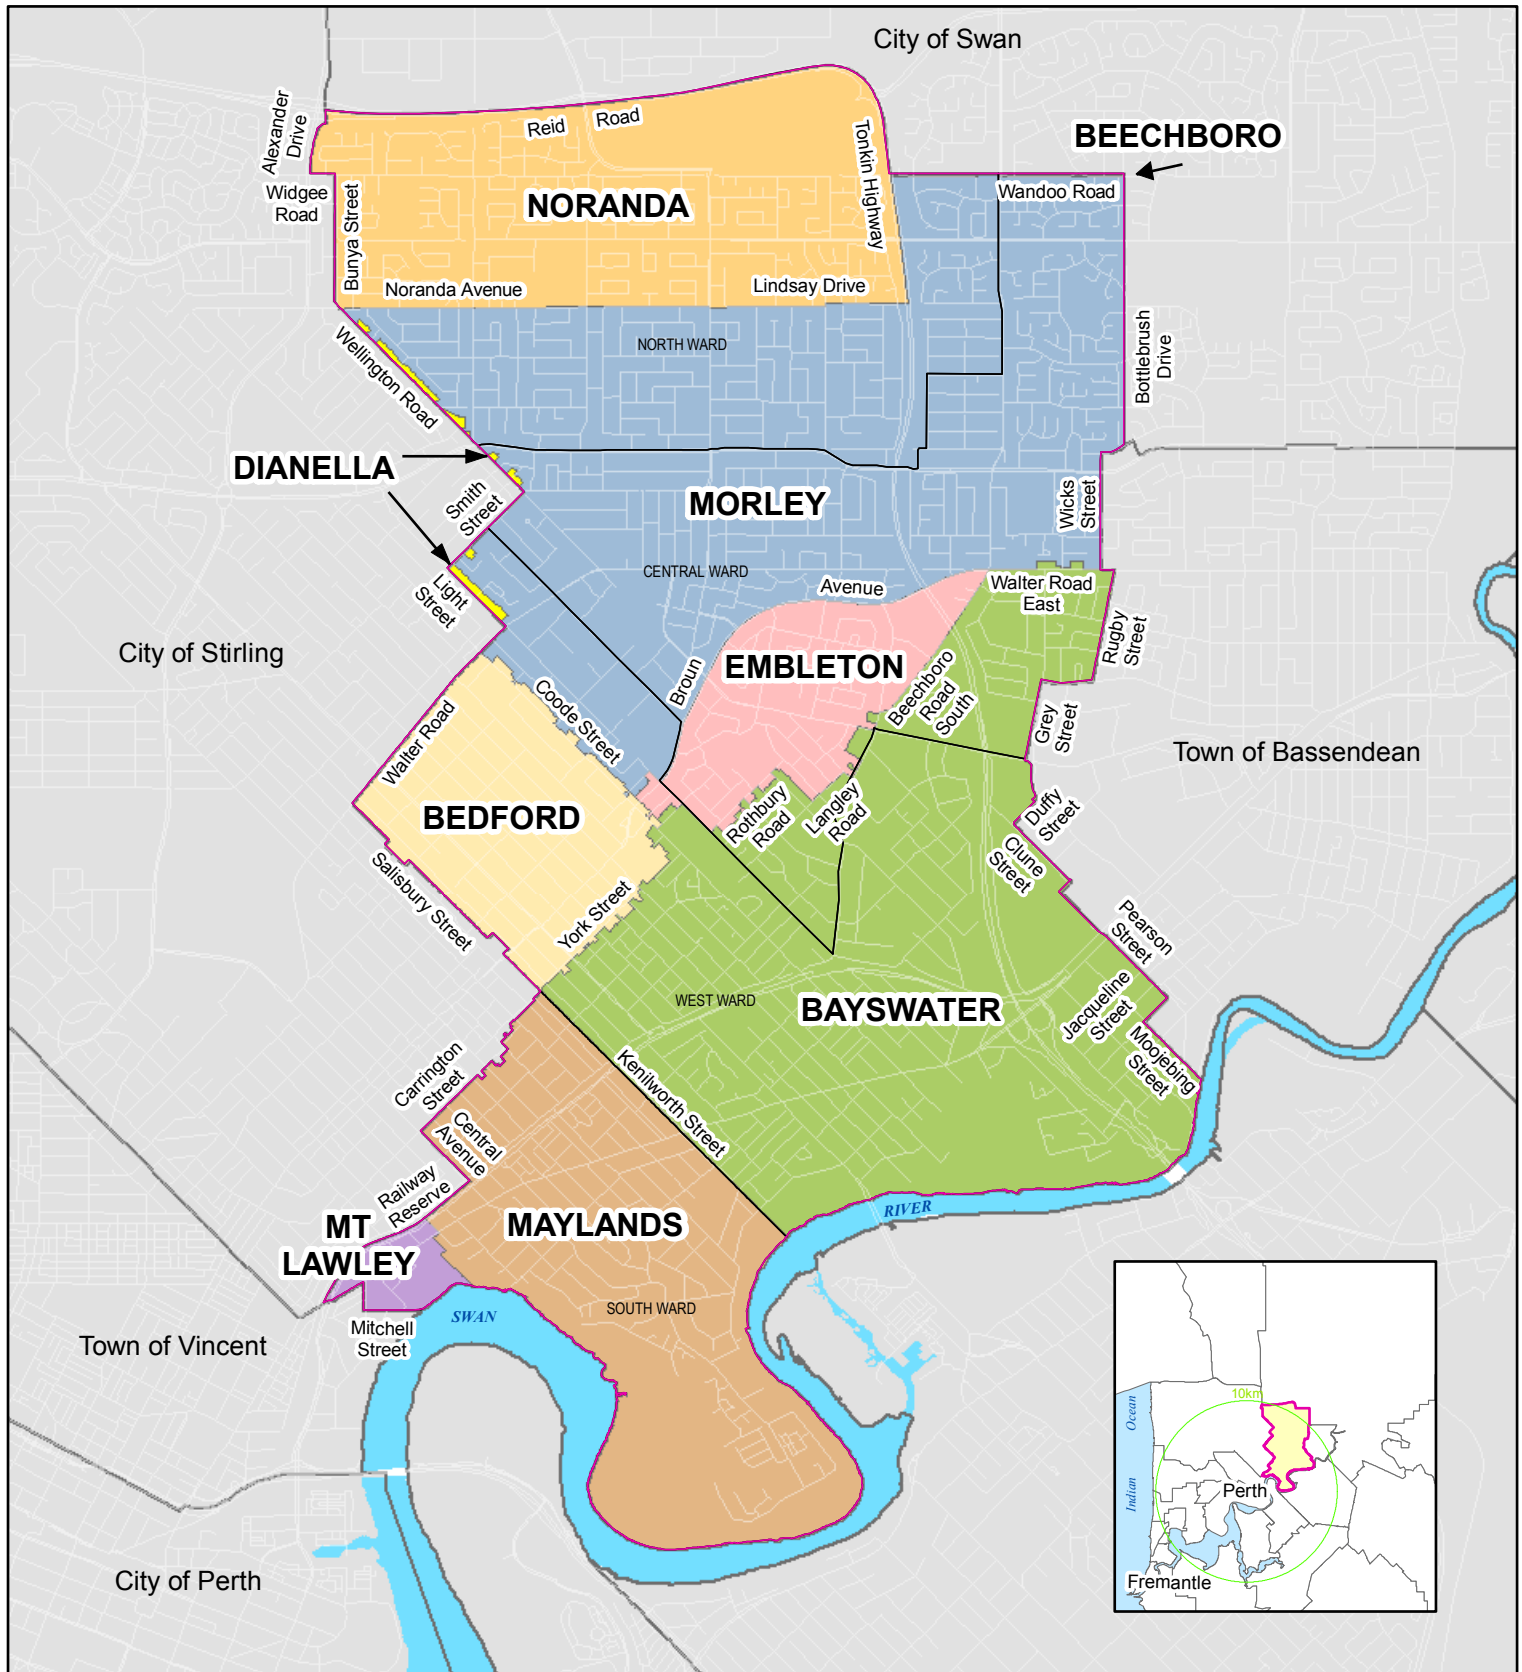 City of Swan
Alexander
Drive
Reid Road
Tonkin Highway
BEECHBORO
Widgee
Road
Bunya Street
NORANDA
Wandoo Road
Noranda Avenue
Lindsay Drive
Wellington Road
NORTH WARD
Bottlebrush
Drive
DIANELLA
Smith
Street
MORLEY
Wicks
Street
Light
Street
CENTRAL WARD
Avenue
Walter Road
East
City of Stirling
Rugby
Street
EMBLETON
Broun
Beechboro
Road
South
Coode Street
Walter Road
Grey
Street
Town of Bassendean
BEDFORD
Rothbury
Road
Langley
Road
Duffy
Street
Clune
Street
Salisbury Street
York Street
Pearson
Street
WEST WARD
BAYSWATER
Jacqueline
Street
Moojebing
Street
Carrington
Street
Central
Avenue
Kenilworth Street
Railway
Reserve
MT
LAWLEY
MAYLANDS
RIVER
SWAN
SOUTH WARD
Mitchell
Street
Town of Vincent
City of Perth
10km
Ocean
Indian
Perth
Fremantle